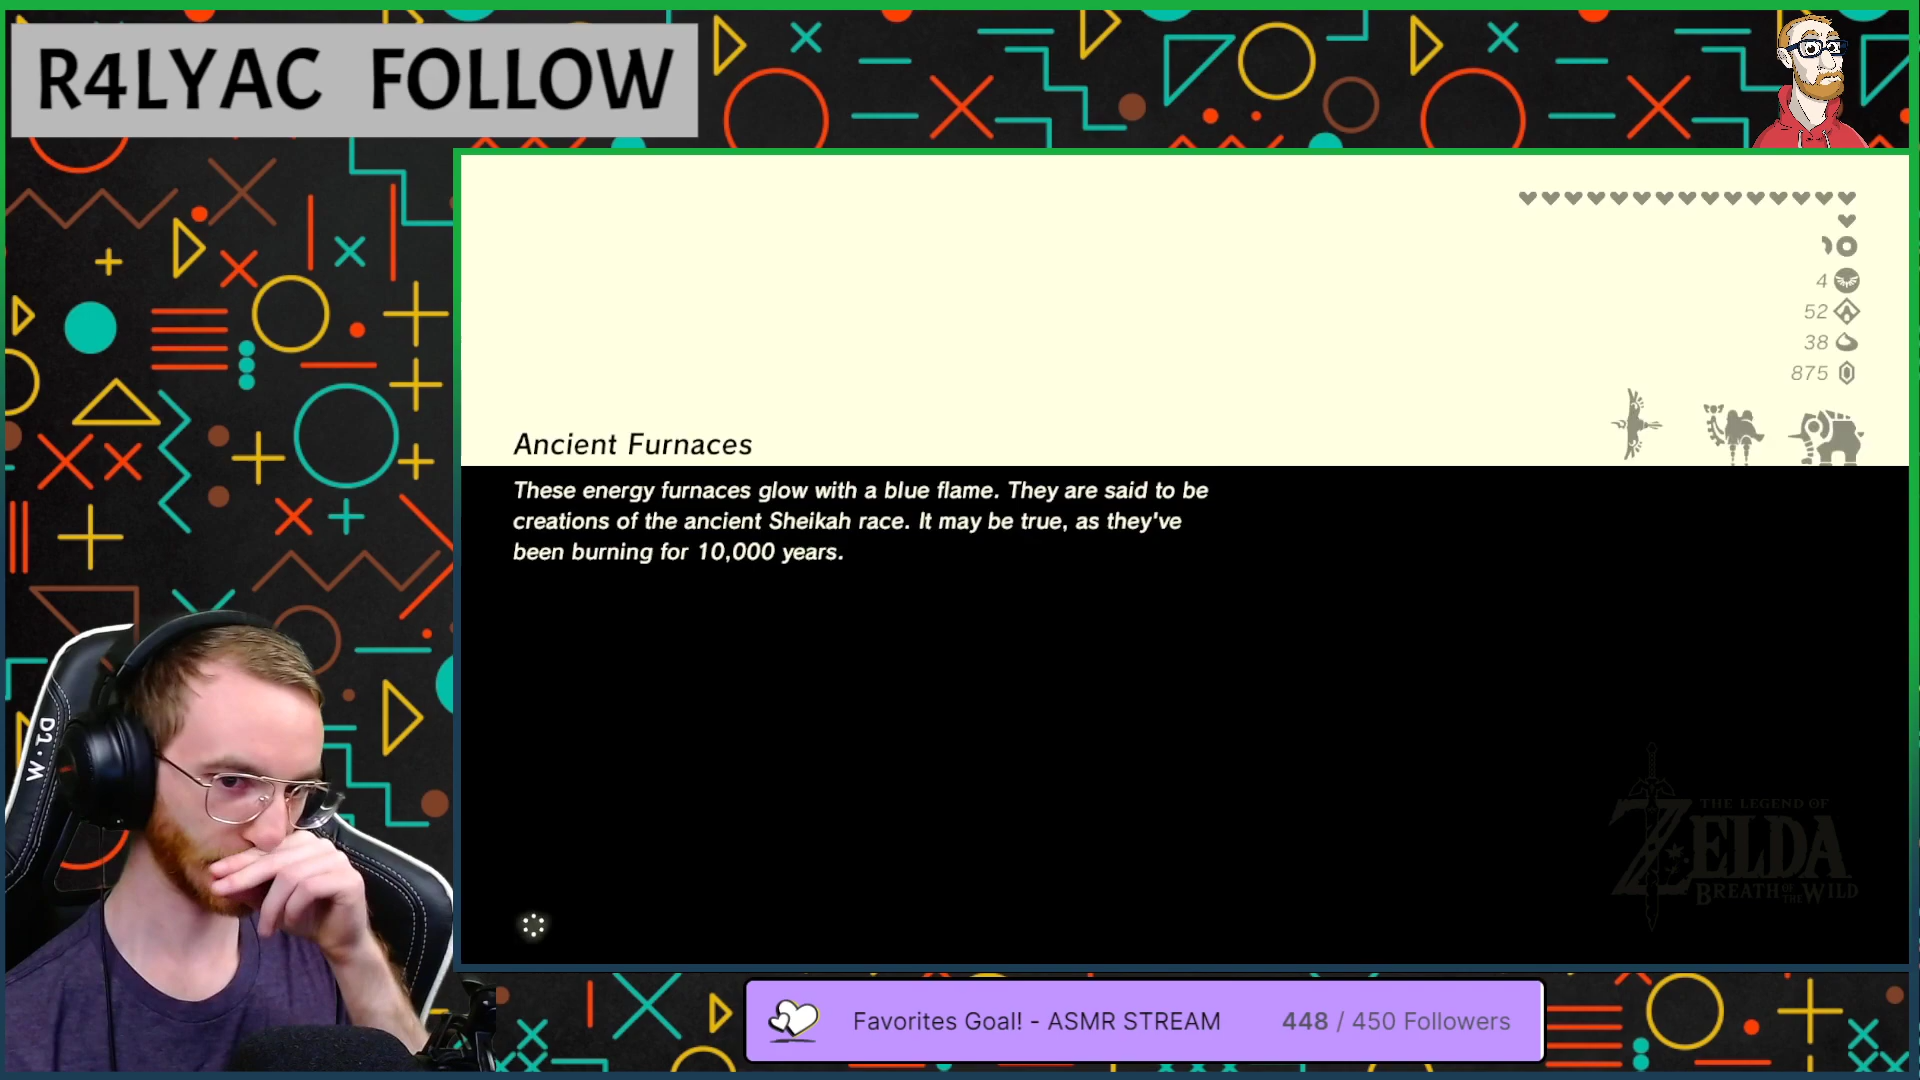 R4LYAC FOLLOW
4
52
38
875
Ancient Furnaces
These energy furnaces glow with a blue flame. They are said to be
creations of the ancient Sheikah race. It may be true, as they've
been burning for 10,000 years.
D1·M
THE LEGEND OF
ZELDA
BREATH OF THE WILD
Favorites Goal! - ASMR STREAM 448 / 450 Followers